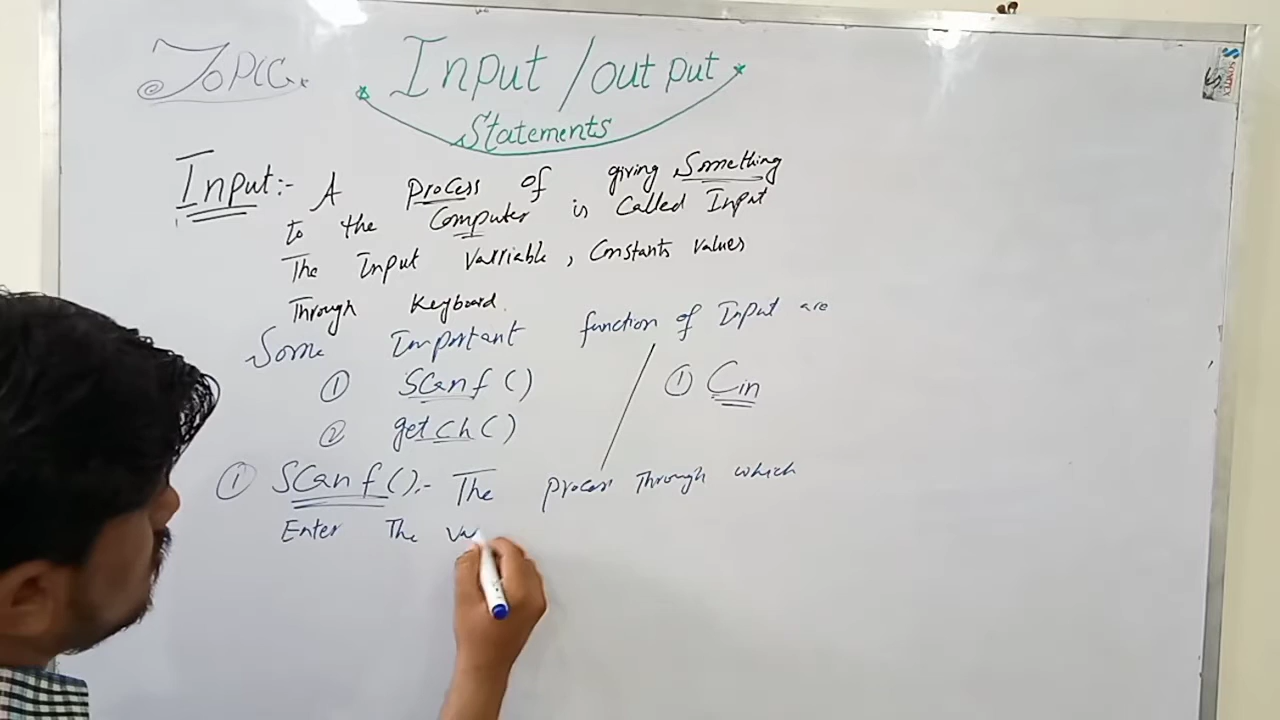 TOPIC.
Input /out put
Statements
Input:- A Process of giving Something
to the Computer is Called Input
The Input Varriable, Constants values
Through Keyboard.
Some Important function of Input are
① Scanf () ① Cin
② getch()
① Scanf():- The process Through which
Enter The va